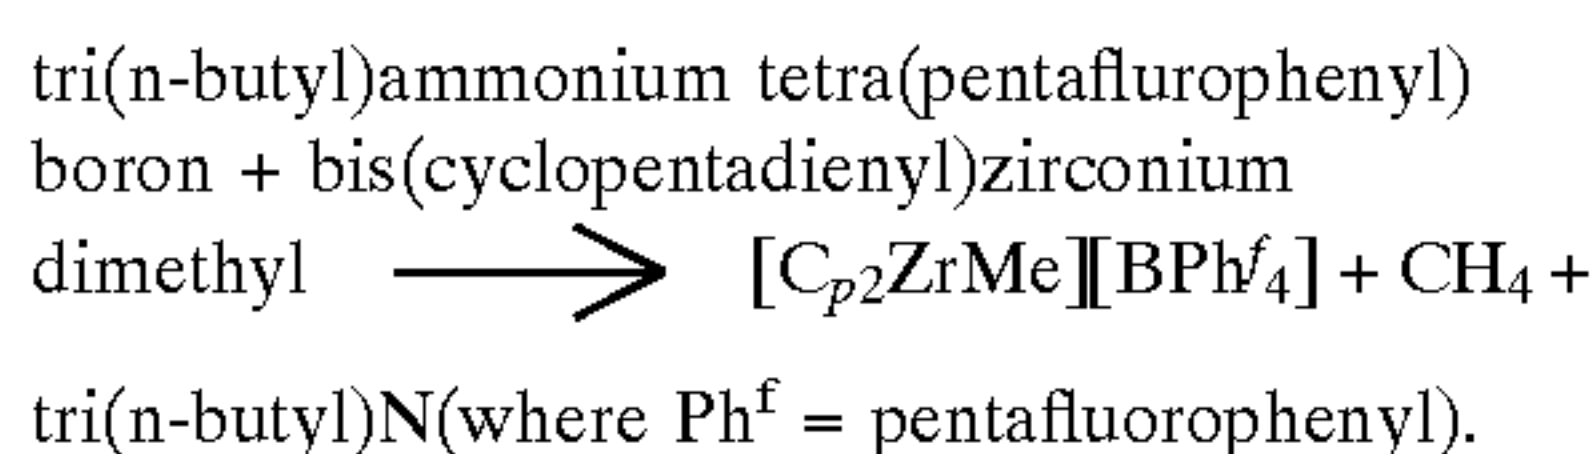 tri(n-butyl)ammonium tetra(pentaflurophenyl)
boron + bis(cyclopentadienyl)zirconium
dimethyl ⟶ [Cₚ₂ZrMe][BPhᶠ₄] + CH₄ +
tri(n-butyl)N(where Phᶠ = pentafluorophenyl).